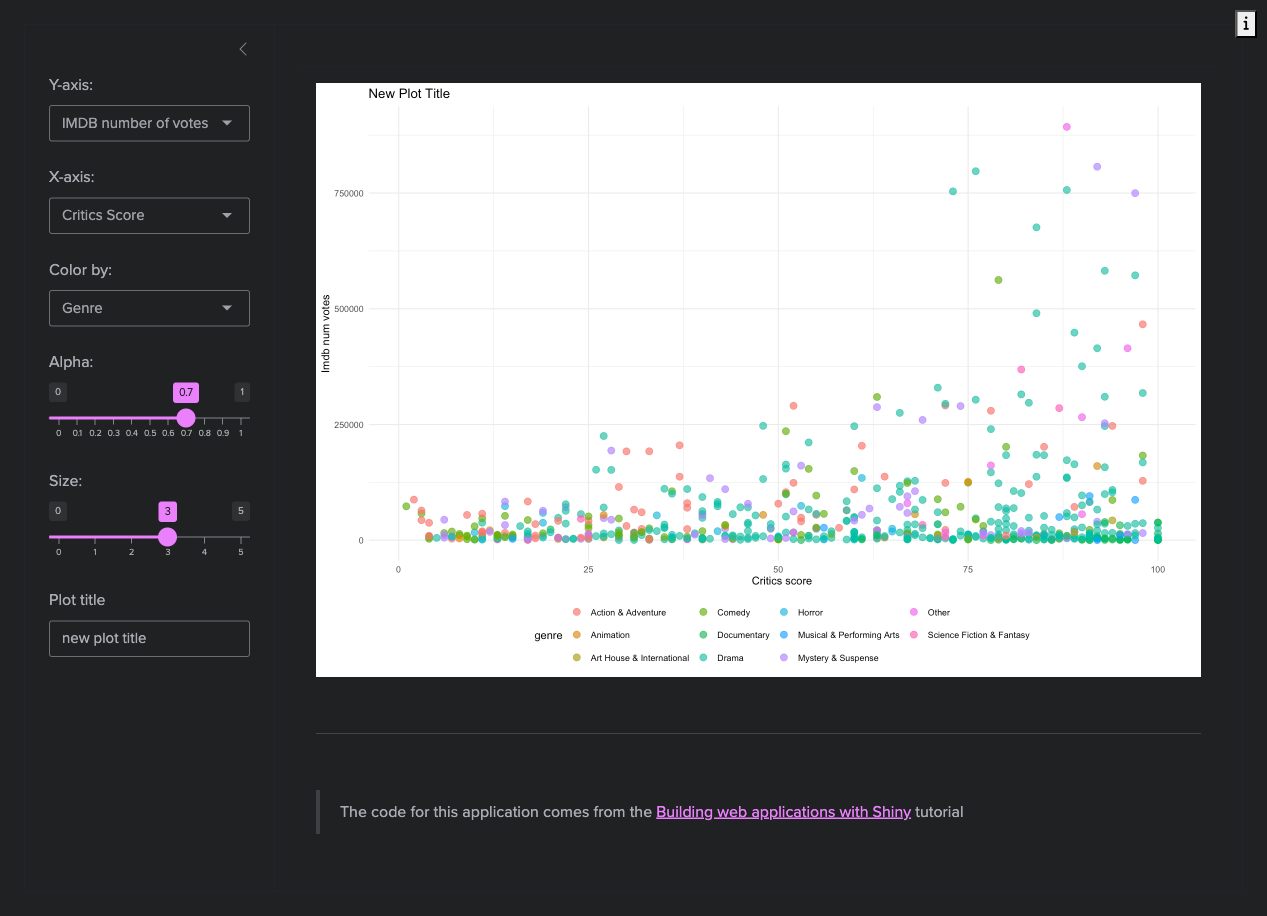 i
Y-axis:
IMDB number of votes
X-axis:
Critics Score
Color by:
Genre
Alpha:
0 0.7 1
0 0.1 0.2 0.3 0.4 0.5 0.6 0.7 0.8 0.9 1
Size:
0 3 5
0 1 2 3 4 5
Plot title
new plot title
New Plot Title
Imdb num votes
750000
500000
250000
0
0 25 50 75 100
Critics score
genre
Action & Adventure Comedy Horror Other
Animation Documentary Musical & Performing Arts Science Fiction & Fantasy
Art House & International Drama Mystery & Suspense
The code for this application comes from the Building web applications with Shiny tutorial